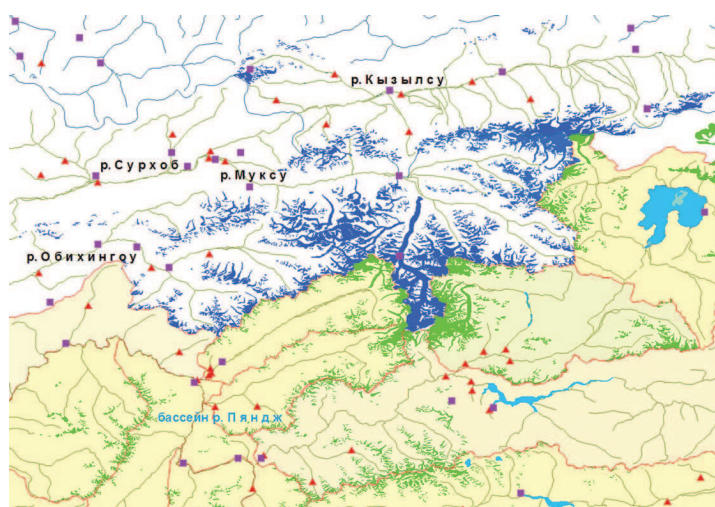 р. Кызылсу
р. Сурхоб
р. Муксу
р. Обихингоу
бассейн р. Пяндж